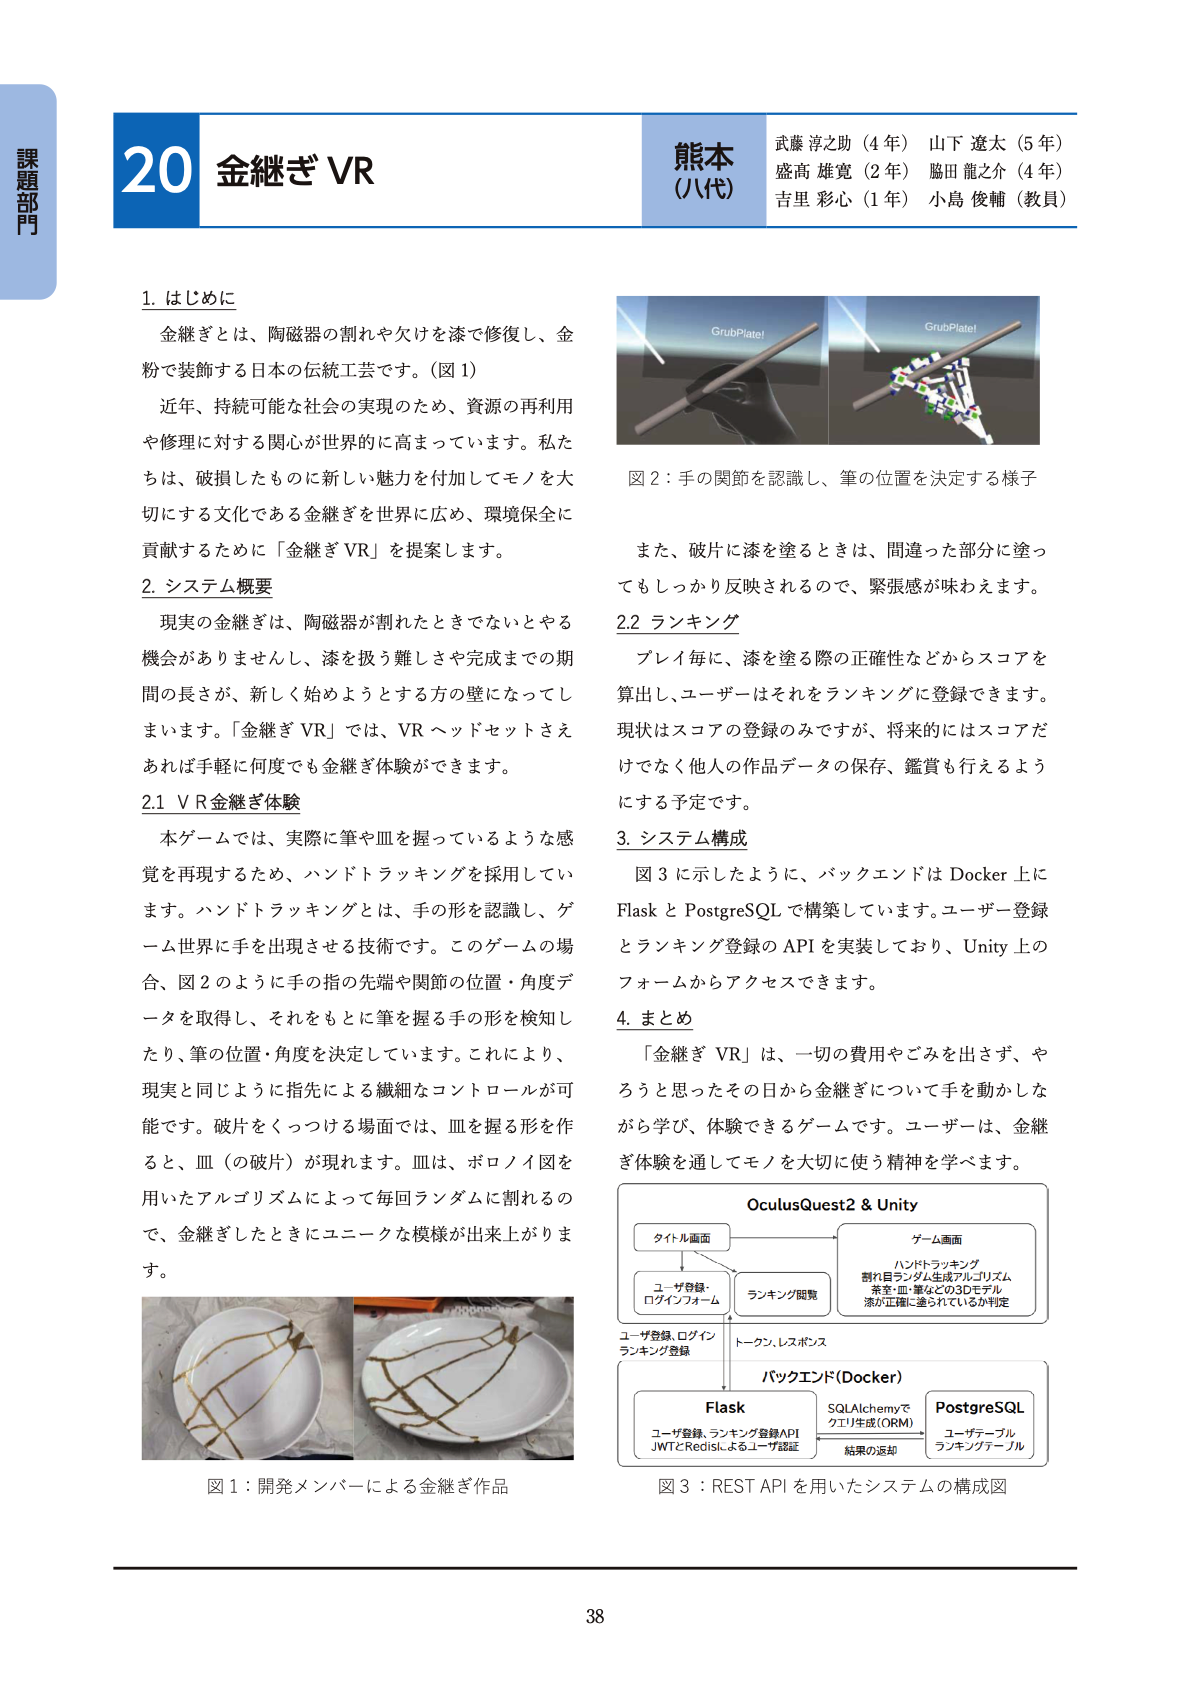 課題部門
20 金継ぎ VR
熊本
(八代)
武藤 淳之助（4 年） 山下 遼太（5 年）
盛髙 雄寛（2 年） 脇田 龍之介（4 年）
吉里 彩心（1 年） 小島 俊輔（教員）
1. はじめに
金継ぎとは、陶磁器の割れや欠けを漆で修復し、金
粉で装飾する日本の伝統工芸です。（図 1）
近年、持続可能な社会の実現のため、資源の再利用
や修理に対する関心が世界的に高まっています。私た
ちは、破損したものに新しい魅力を付加してモノを大
切にする文化である金継ぎを世界に広め、環境保全に
貢献するために「金継ぎ VR」を提案します。
2. システム概要
現実の金継ぎは、陶磁器が割れたときでないとやる
機会がありませんし、漆を扱う難しさや完成までの期
間の長さが、新しく始めようとする方の壁になってし
まいます。「金継ぎ VR」では、VR ヘッドセットさえ
あれば手軽に何度でも金継ぎ体験ができます。
2.1 ＶＲ金継ぎ体験
本ゲームでは、実際に筆や皿を握っているような感
覚を再現するため、ハンドトラッキングを採用してい
ます。ハンドトラッキングとは、手の形を認識し、ゲ
ーム世界に手を出現させる技術です。このゲームの場
合、図 2 のように手の指の先端や関節の位置・角度デ
ータを取得し、それをもとに筆を握る手の形を検知し
たり、筆の位置・角度を決定しています。これにより、
現実と同じように指先による繊細なコントロールが可
能です。破片をくっつける場面では、皿を握る形を作
ると、皿（の破片）が現れます。皿は、ボロノイ図を
用いたアルゴリズムによって毎回ランダムに割れるの
で、金継ぎしたときにユニークな模様が出来上がりま
す。
図 1：開発メンバーによる金継ぎ作品
GrubPlate!
GrubPlate!
図 2：手の関節を認識し、筆の位置を決定する様子
また、破片に漆を塗るときは、間違った部分に塗っ
てもしっかり反映されるので、緊張感が味わえます。
2.2 ランキング
プレイ毎に、漆を塗る際の正確性などからスコアを
算出し、ユーザーはそれをランキングに登録できます。
現状はスコアの登録のみですが、将来的にはスコアだ
けでなく他人の作品データの保存、鑑賞も行えるよう
にする予定です。
3. システム構成
図 3 に示したように、バックエンドは Docker 上に
Flask と PostgreSQL で構築しています。ユーザー登録
とランキング登録の API を実装しており、Unity 上の
フォームからアクセスできます。
4. まとめ
「金継ぎ VR」は、一切の費用やごみを出さず、や
ろうと思ったその日から金継ぎについて手を動かしな
がら学び、体験できるゲームです。ユーザーは、金継
ぎ体験を通してモノを大切に使う精神を学べます。
OculusQuest2 & Unity
タイトル画面
ユーザ登録・
ログインフォーム
ランキング閲覧
ゲーム画面
ハンドトラッキング
割れ目ランダム生成アルゴリズム
茶室・皿・筆などの3Dモデル
漆が正確に塗られているか判定
ユーザ登録、ログイン
ランキング登録
トークン、レスポンス
バックエンド(Docker)
Flask
ユーザ登録、ランキング登録API
JWTとRedisによるユーザ認証
SQLAlchemyで
クエリ生成(ORM)
結果の返却
PostgreSQL
ユーザテーブル
ランキングテーブル
図 3 ：REST API を用いたシステムの構成図
38